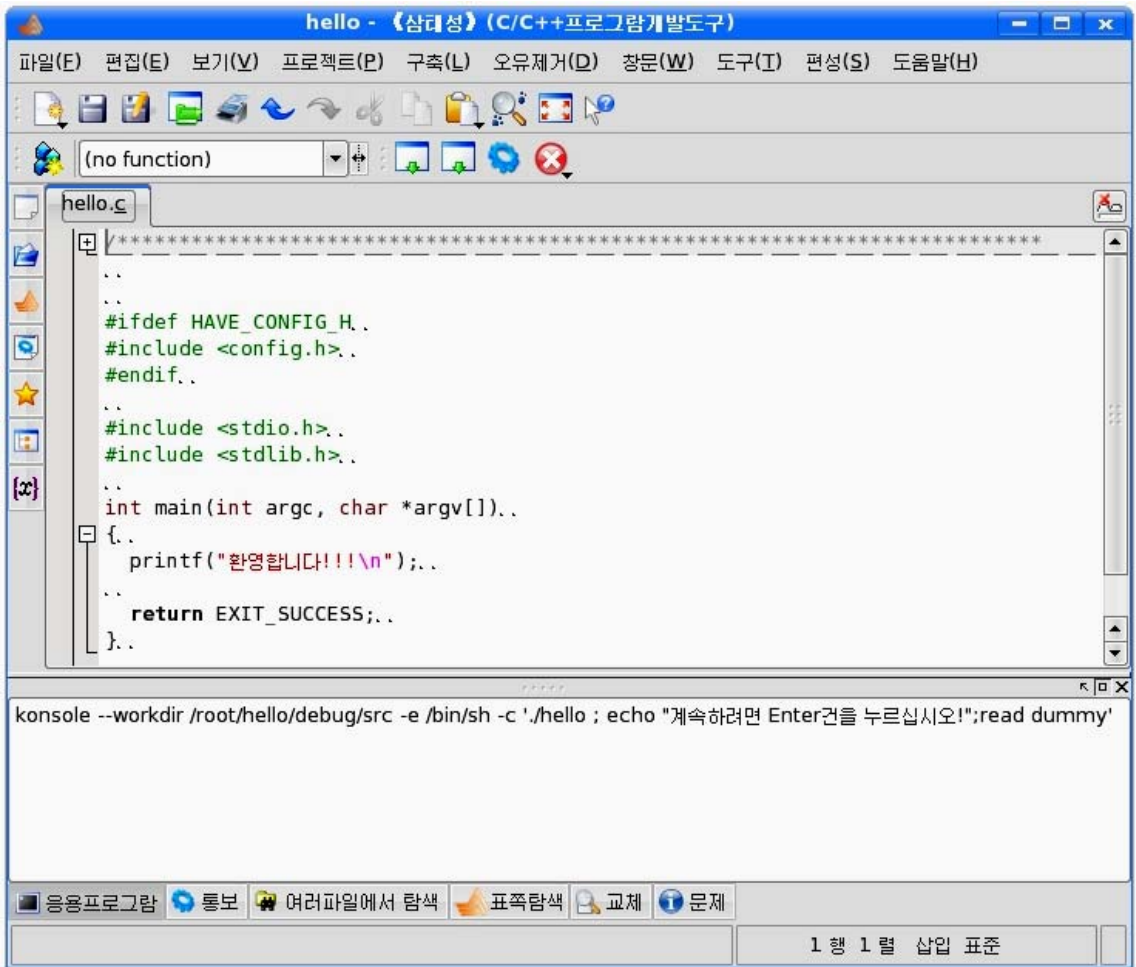 hello - 《삼태성》(C/C++프로그람개발도구)
파일(F) 편집(E) 보기(V) 프로젝트(P) 구축(L) 오유제거(D) 창문(W) 도구(T) 편성(S) 도움말(H)
(no function)
hello.c
/****************************************************************************
..
..
#ifdef HAVE_CONFIG_H..
#include <config.h>..
#endif..
..
#include <stdio.h>..
#include <stdlib.h>..
..
int main(int argc, char *argv[])..
{..
printf("환영합니다!!!\n");..
..
return EXIT_SUCCESS;..
}..
{x}
konsole --workdir /root/hello/debug/src -e /bin/sh -c './hello ; echo "계속하려면 Enter건을 누르십시오!";read dummy'
응용프로그람 통보 여러파일에서 탐색 표쪽탐색 교체 문제
1 행 1 렬 삽입 표준